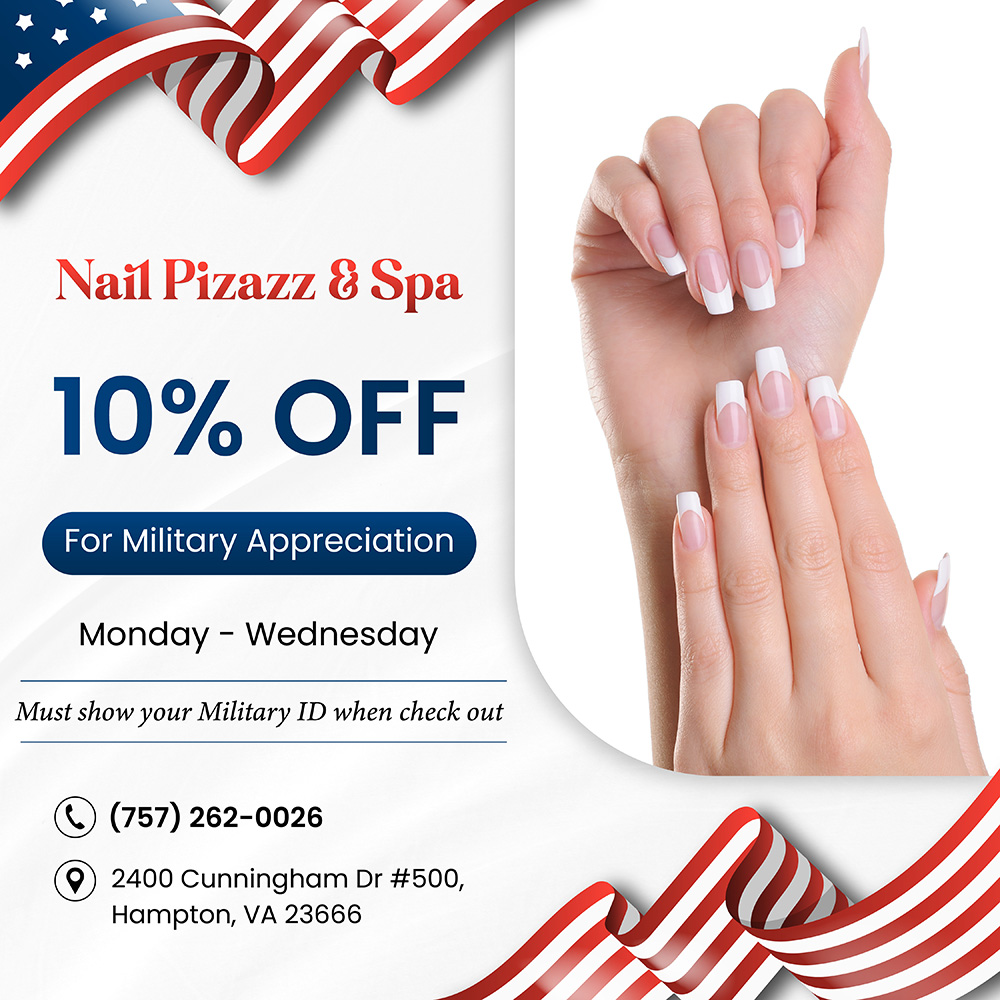 Nail Pizazz & Spa
10% OFF
For Military Appreciation
Monday - Wednesday
Must show your Military ID when check out
(757) 262-0026
2400 Cunningham Dr #500,
Hampton, VA 23666